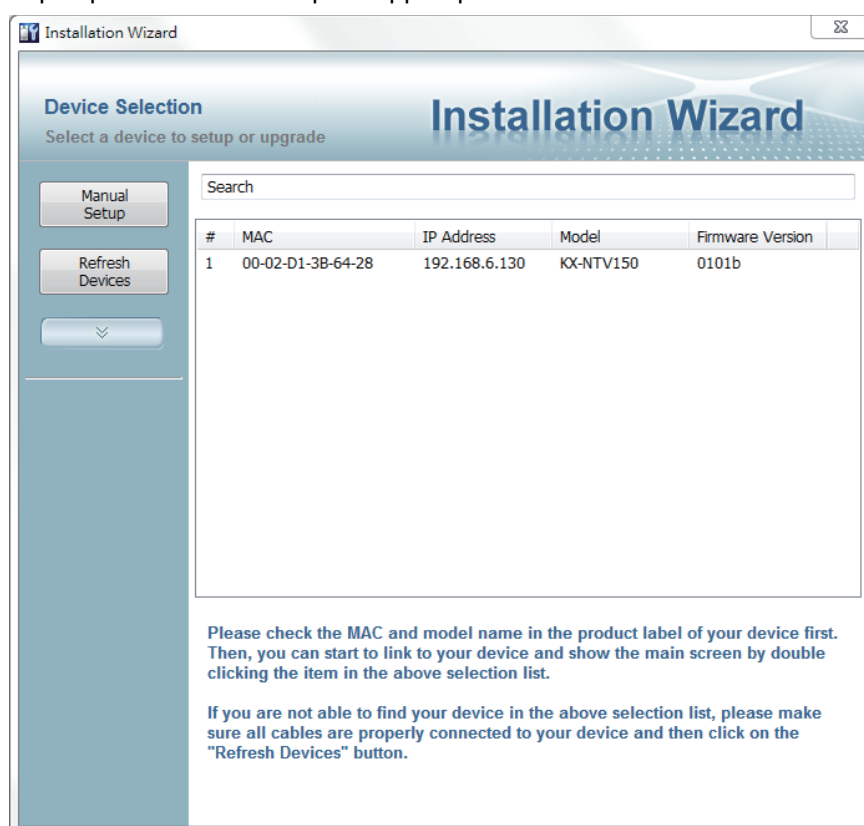 Installation Wizard
Device Selection
Select a device to setup or upgrade
Installation Wizard
Manual
Setup
Refresh
Devices
Search
# MAC IP Address Model Firmware Version
1 00-02-D1-3B-64-28 192.168.6.130 KX-NTV150 0101b
Please check the MAC and model name in the product label of your device first.
Then, you can start to link to your device and show the main screen by double
clicking the item in the above selection list.
If you are not able to find your device in the above selection list, please make
sure all cables are properly connected to your device and then click on the
"Refresh Devices" button.